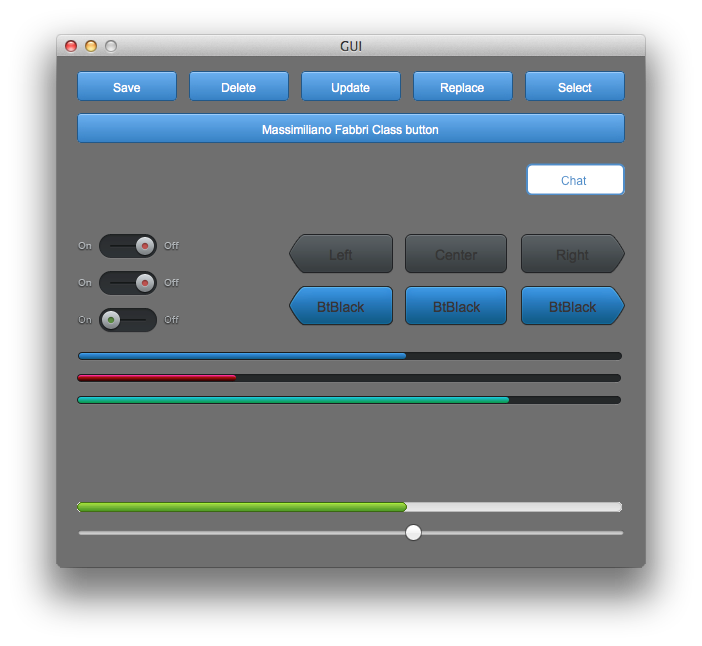 GUI
Save Delete Update Replace Select
Massimiliano Fabbri Class button
Chat
On Off Left Center Right
On Off
On Off BtBlack BtBlack BtBlack